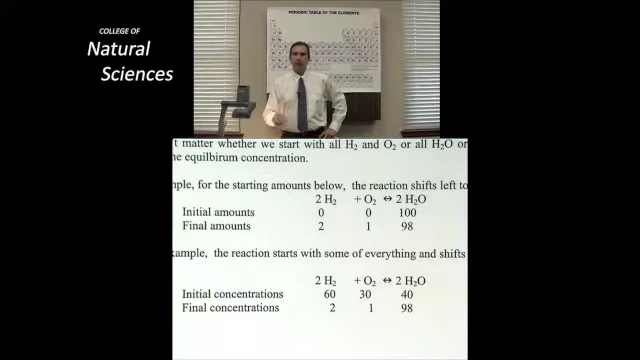 COLLEGE OF
Natural
Sciences
PERIODIC TABLE OF THE ELEMENTS
t matter whether we start with all H₂ and O₂ or all H₂O or
ne equilbirum concentration.
mple, for the starting amounts below, the reaction shifts left to
2 H₂ + O₂ ↔ 2 H₂O
Initial amounts 0 0 100
Final amounts 2 1 98
xample, the reaction starts with some of everything and shifts
2 H₂ + O₂ ↔ 2 H₂O
Initial concentrations 60 30 40
Final concentrations 2 1 98